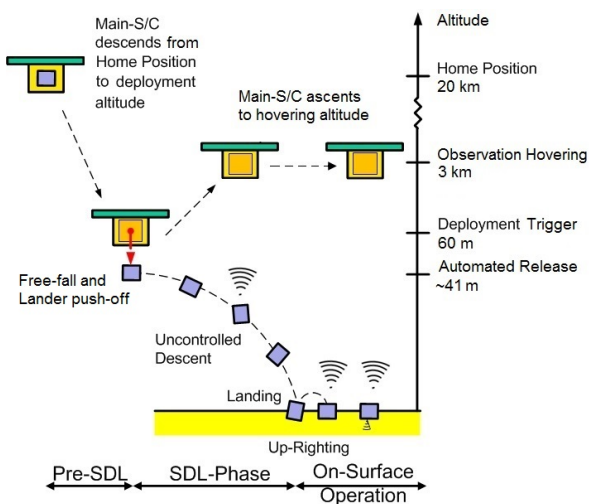 Main-S/C
descends from
Home Position
to deployment
altitude
Altitude
Home Position
20 km
Main-S/C ascents
to hovering altitude
Observation Hovering
3 km
Deployment Trigger
60 m
Automated Release
~41 m
Free-fall and
Lander push-off
Uncontrolled
Descent
Landing
Up-Righting
Pre-SDL
SDL-Phase
On-Surface
Operation